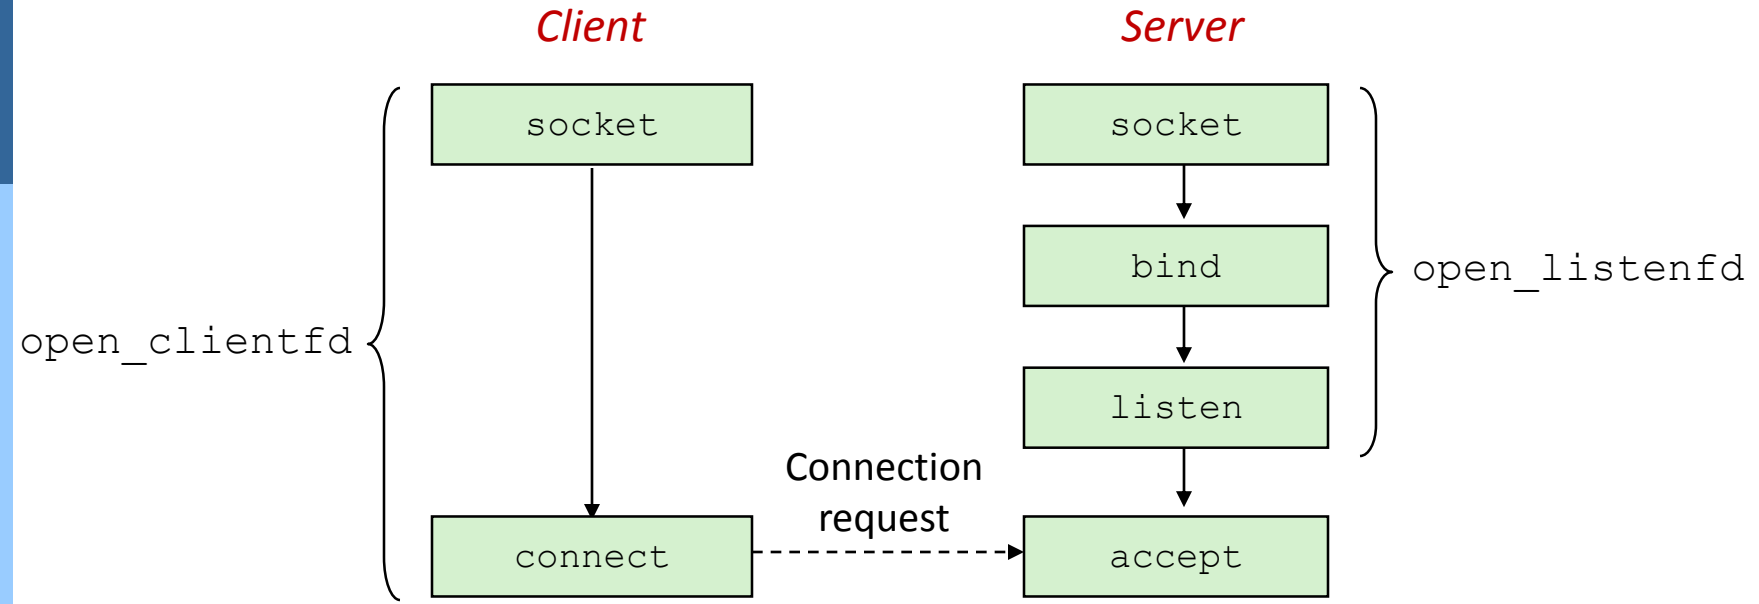 Client
Server
socket
socket
bind
open_listenfd
open_clientfd
listen
Connection
request
connect
accept